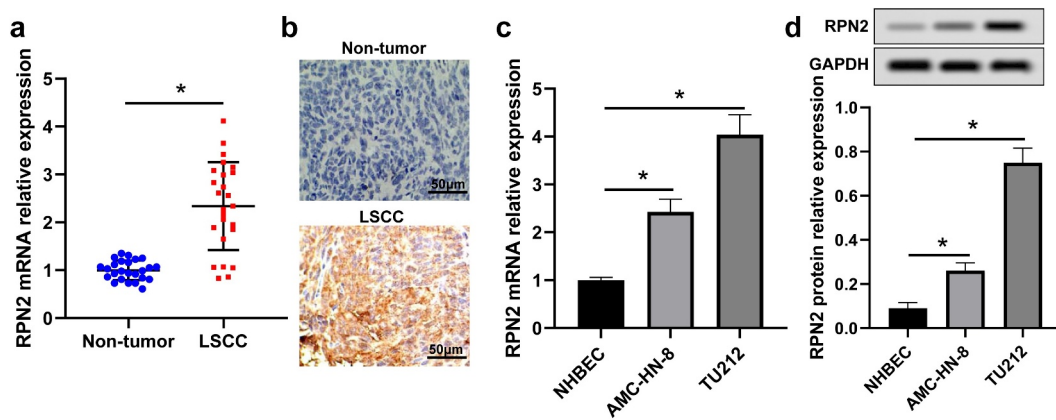 a
RPN2 mRNA relative expression
5
4
3
2
1
0
*
Non-tumor
LSCC
b
Non-tumor
50μm
LSCC
50μm
c
RPN2 mRNA relative expression
5
4
3
2
1
0
*
*
NHBEC
AMC-HN-8
TU212
d
RPN2
GAPDH
RPN2 protein relative expression
0.8
0.6
0.4
0.2
0.0
*
*
NHBEC
AMC-HN-8
TU212